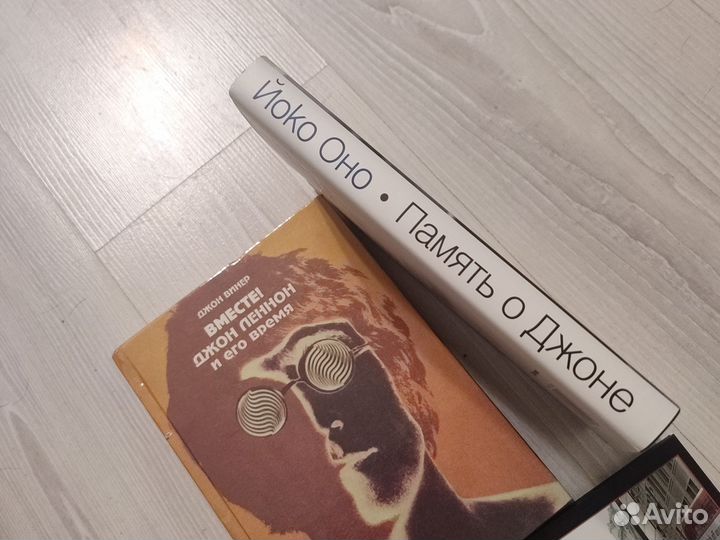 Йоко Оно • Память о Джоне
ДЖОН ВИНЕР
ВМЕСТЕ!
ДЖОН ЛЕННОН
и его время
Avito